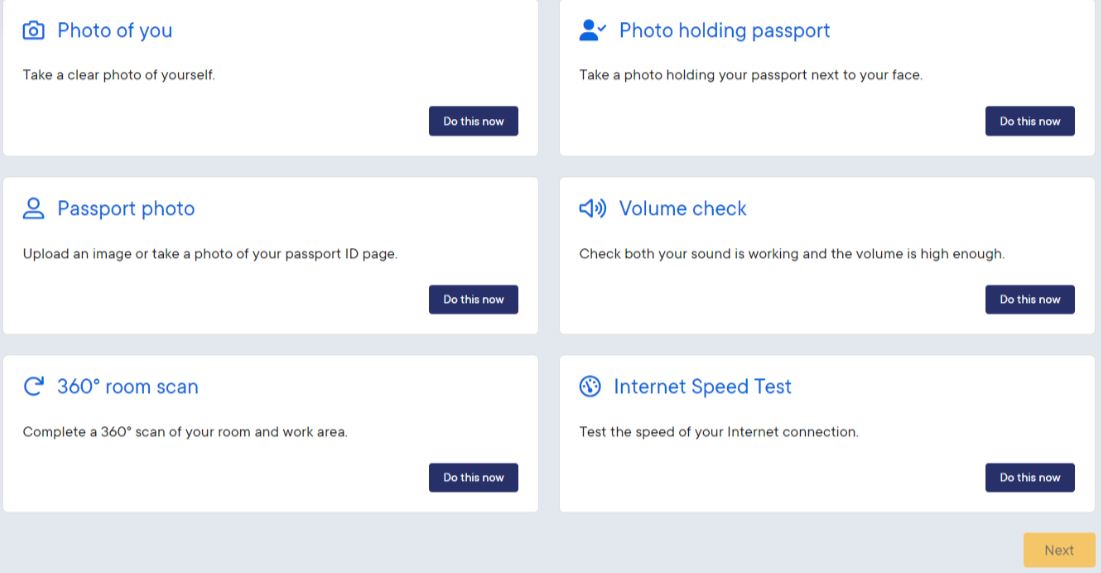 Photo of you
Take a clear photo of yourself.
Do this now
Photo holding passport
Take a photo holding your passport next to your face.
Do this now
Passport photo
Upload an image or take a photo of your passport ID page.
Do this now
Volume check
Check both your sound is working and the volume is high enough.
Do this now
360° room scan
Complete a 360° scan of your room and work area.
Do this now
Internet Speed Test
Test the speed of your Internet connection.
Do this now
Next